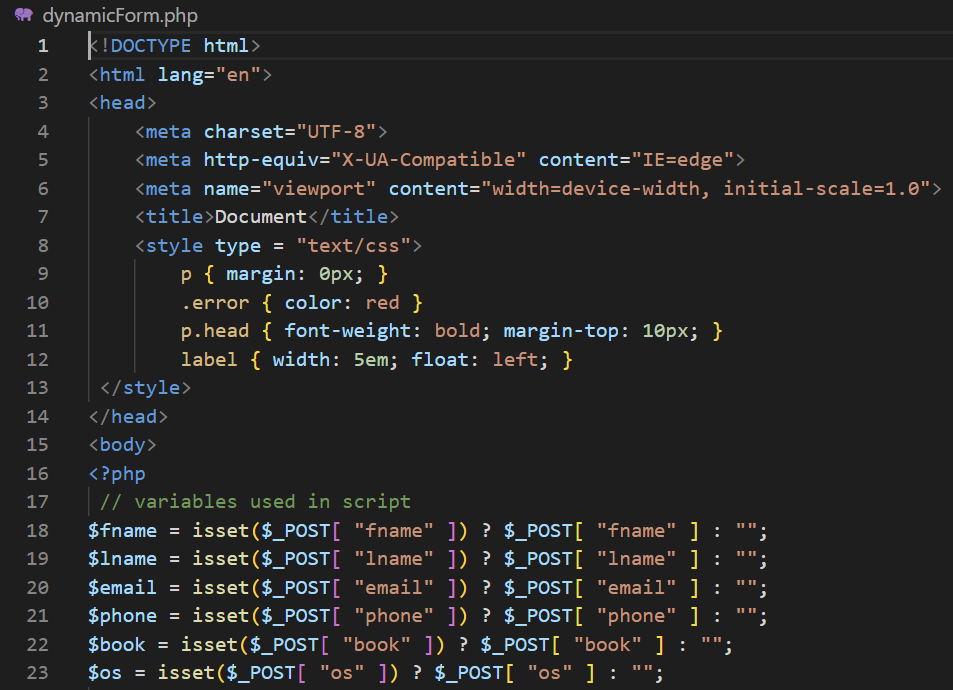 dynamicForm.php
1 <!DOCTYPE html>
2 <html lang="en">
3 <head>
4 <meta charset="UTF-8">
5 <meta http-equiv="X-UA-Compatible" content="IE=edge">
6 <meta name="viewport" content="width=device-width, initial-scale=1.0">
7 <title>Document</title>
8 <style type = "text/css">
9 p { margin: 0px; }
10 .error { color: red }
11 p.head { font-weight: bold; margin-top: 10px; }
12 label { width: 5em; float: left; }
13 </style>
14 </head>
15 <body>
16 <?php
17 // variables used in script
18 $fname = isset($_POST[ "fname" ]) ? $_POST[ "fname" ] : "";
19 $lname = isset($_POST[ "lname" ]) ? $_POST[ "lname" ] : "";
20 $email = isset($_POST[ "email" ]) ? $_POST[ "email" ] : "";
21 $phone = isset($_POST[ "phone" ]) ? $_POST[ "phone" ] : "";
22 $book = isset($_POST[ "book" ]) ? $_POST[ "book" ] : "";
23 $os = isset($_POST[ "os" ]) ? $_POST[ "os" ] : "";